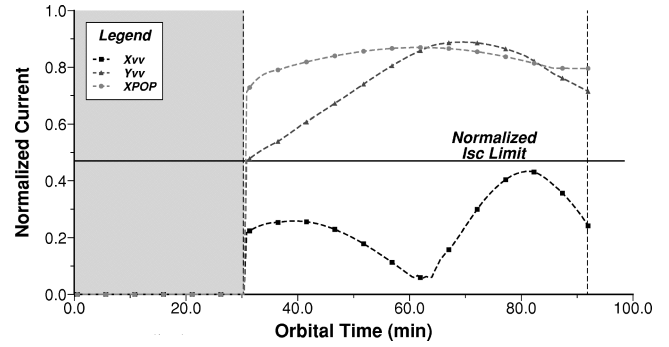 1.0
0.8
0.6
0.4
0.2
0.0
Normalized Current
Legend
Xvv
Yvv
XPOP
Normalized
Isc Limit
0.0 20.0 40.0 60.0 80.0 100.0
Orbital Time (min)